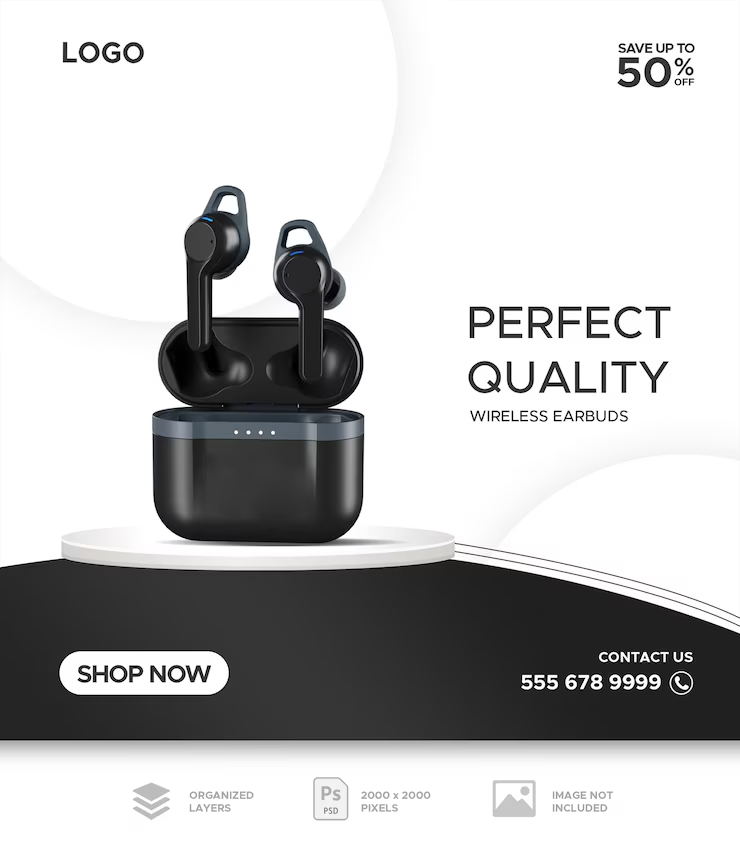 LOGO
SAVE UP TO
50%
OFF
PERFECT
QUALITY
WIRELESS EARBUDS
SHOP NOW
CONTACT US
555 678 9999
ORGANIZED
LAYERS
Ps
PSD
2000 x 2000
PIXELS
IMAGE NOT
INCLUDED